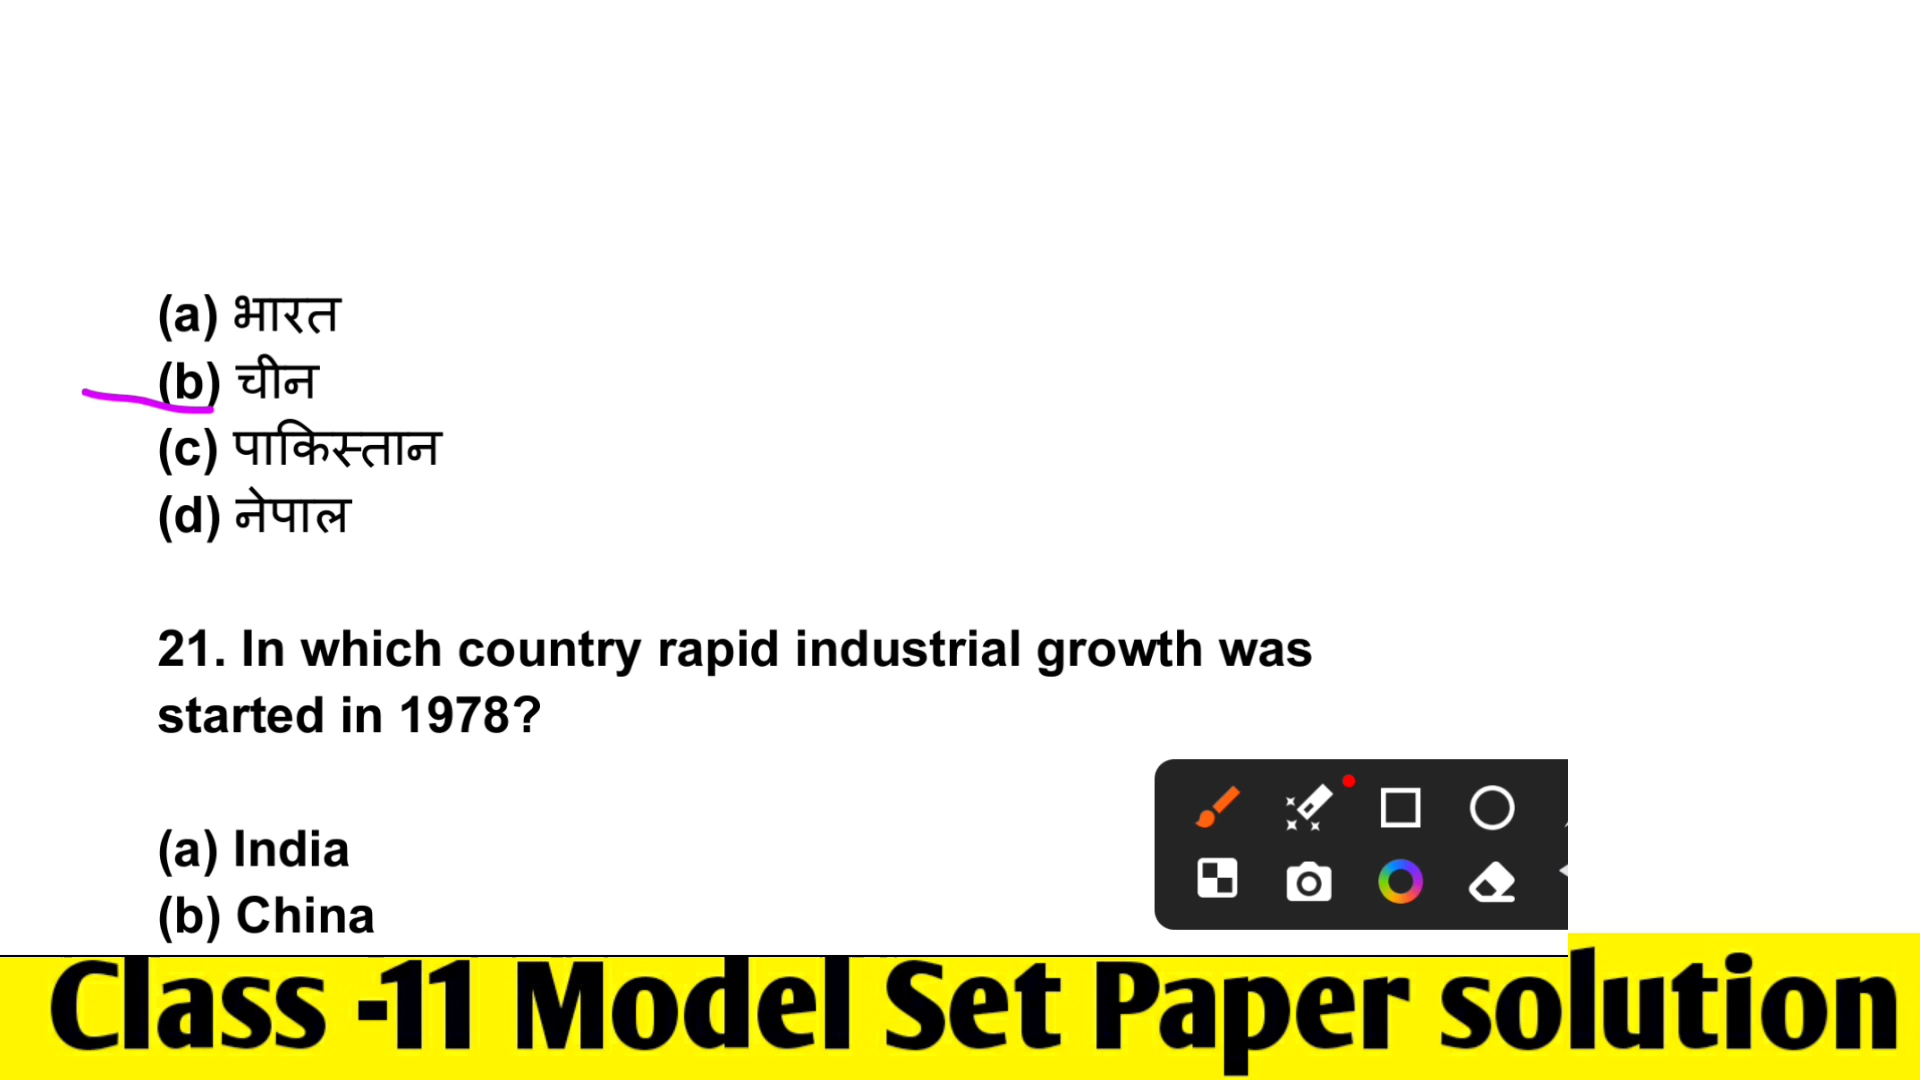 (a) भारत
(b) चीन
(c) पाकिस्तान
(d) नेपाल
21. In which country rapid industrial growth was
started in 1978?
(a) India
(b) China
Class -11 Model Set Paper solution